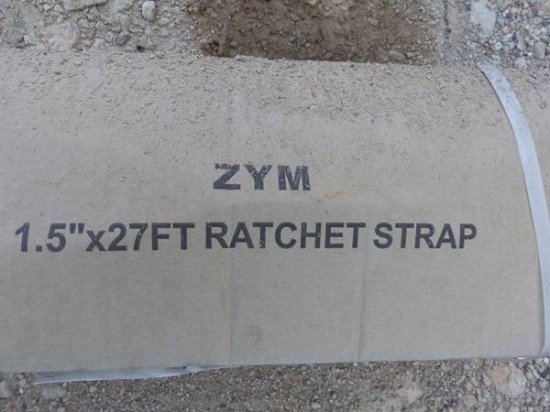 ZYM
1.5"x27FT RATCHET STRAP